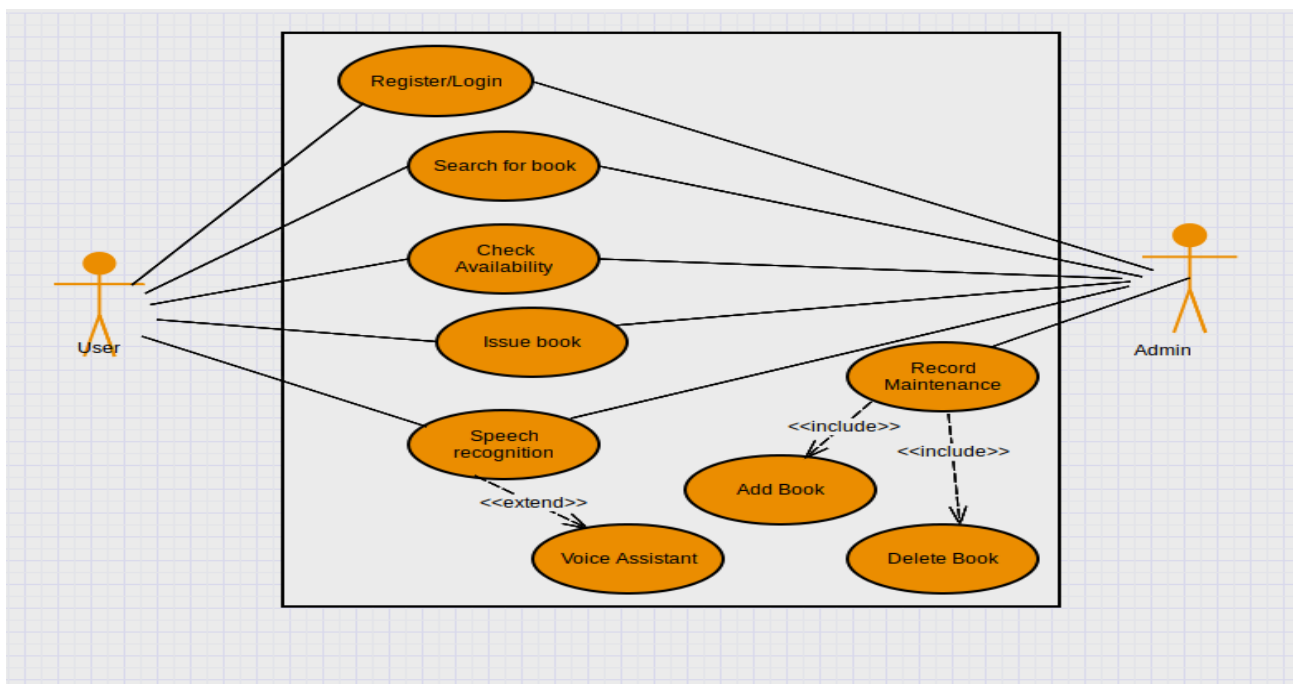 Register/Login
Search for book
Check
Availability
User
Issue book
Admin
Record
Maintenance
<<include>>
Speech
recognition
<<include>>
Add Book
<<extend>>
Voice Assistant
Delete Book